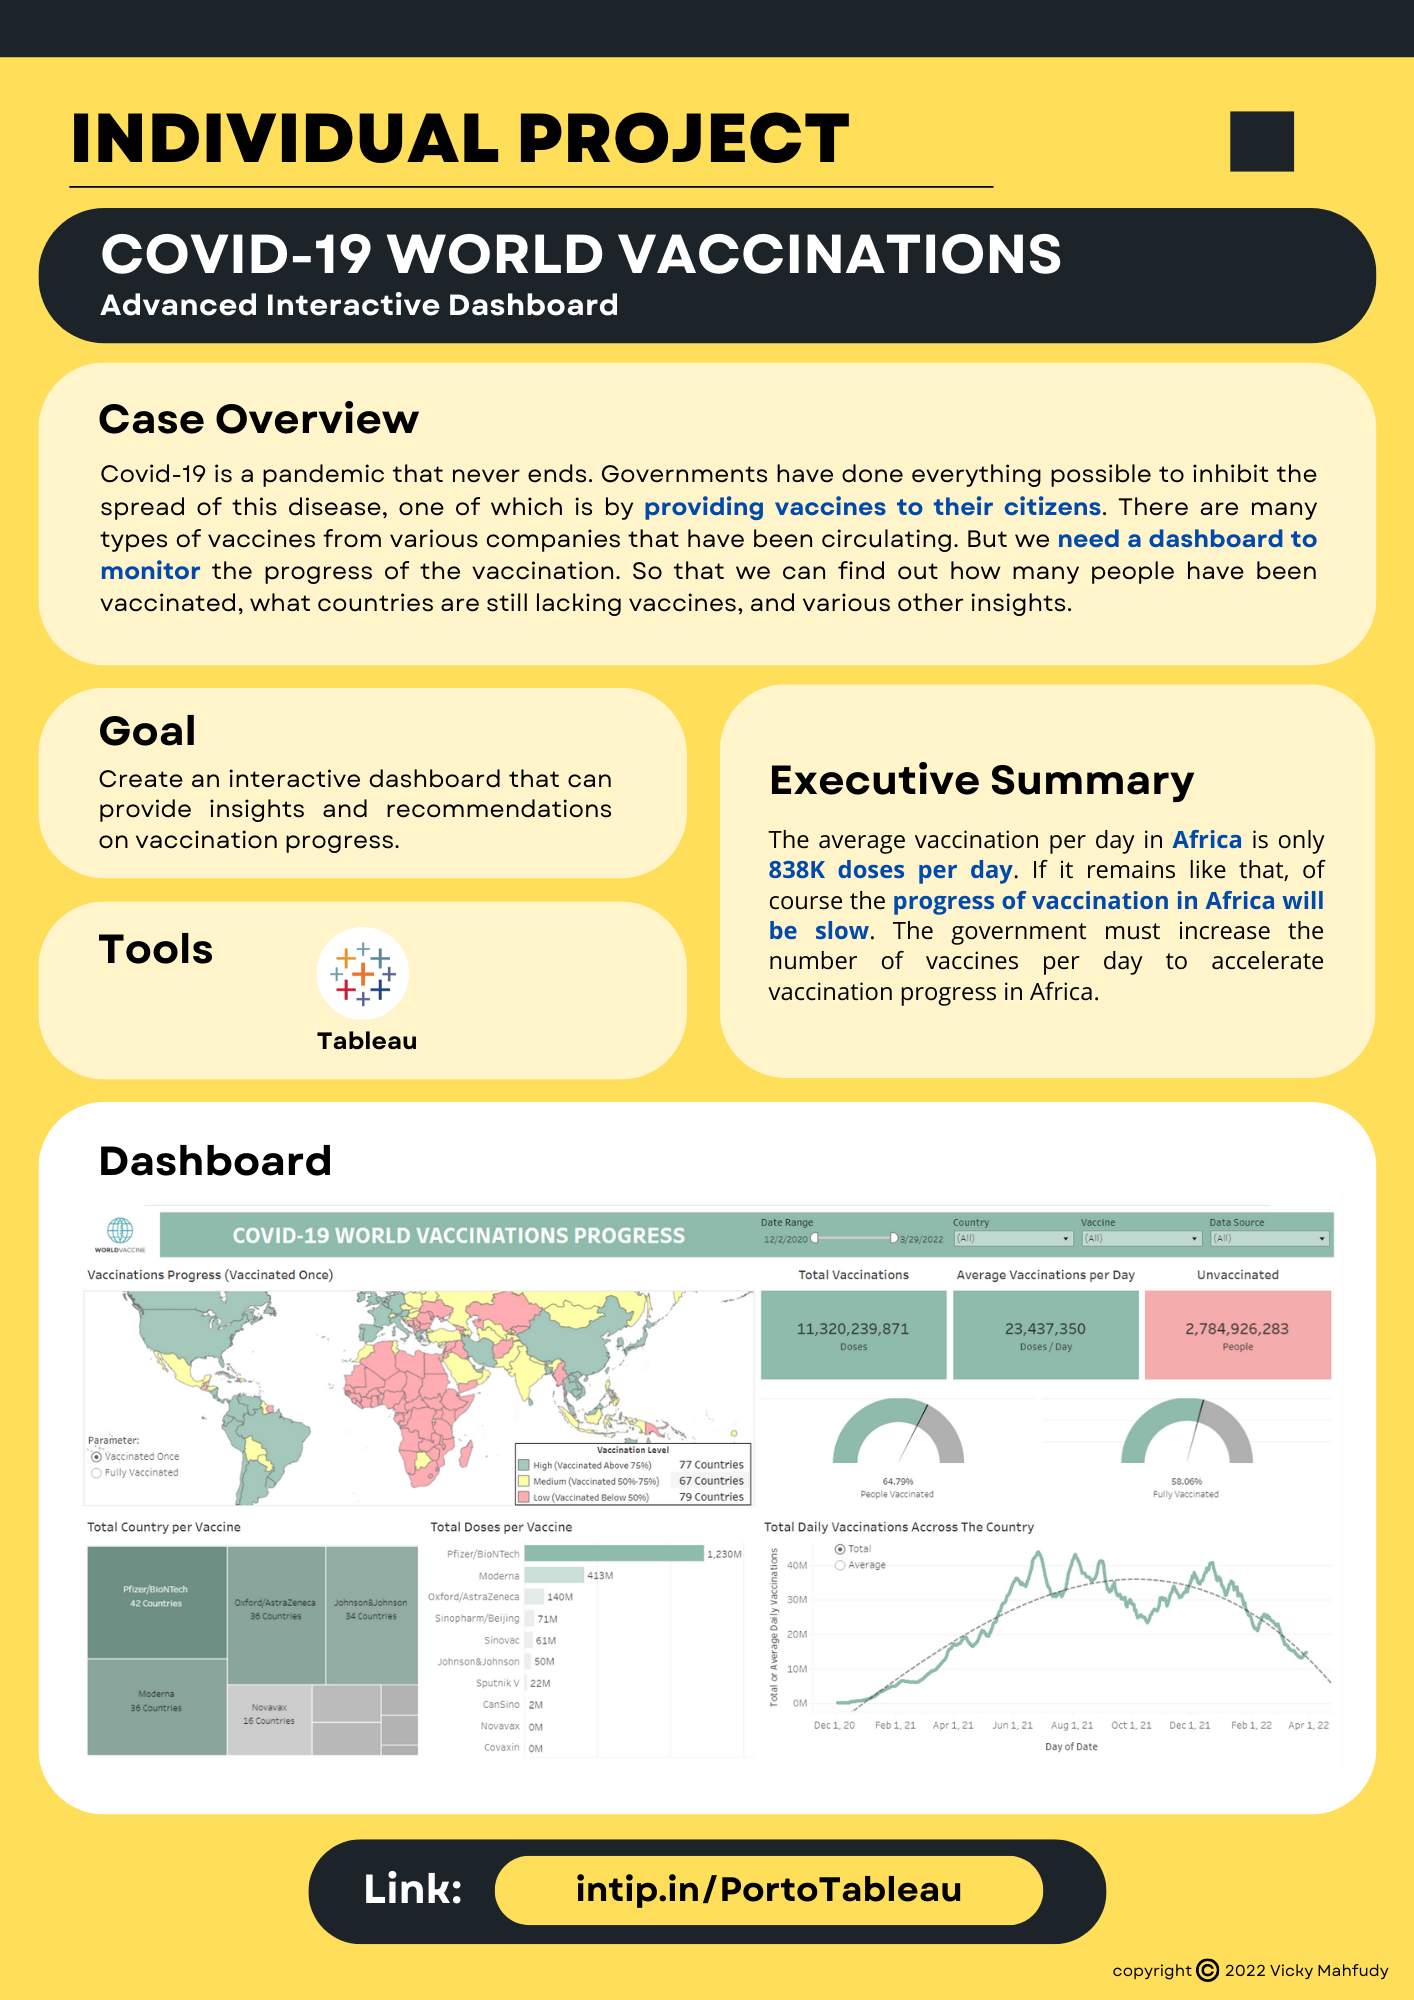 INDIVIDUAL PROJECT
COVID-19 WORLD VACCINATIONS
Advanced Interactive Dashboard
Case Overview
Covid-19 is a pandemic that never ends. Governments have done everything possible to inhibit the
spread of this disease, one of which is by providing vaccines to their citizens. There are many
types of vaccines from various companies that have been circulating. But we need a dashboard to
monitor the progress of the vaccination. So that we can find out how many people have been
vaccinated, what countries are still lacking vaccines, and various other insights.
Goal
Create an interactive dashboard that can
provide insights and recommendations
on vaccination progress.
Tools
Tableau
Executive Summary
The average vaccination per day in Africa is only
838K doses per day. If it remains like that, of
course the progress of vaccination in Africa will
be slow. The government must increase the
number of vaccines per day to accelerate
vaccination progress in Africa.
Dashboard
WORLDVACCINE
COVID-19 WORLD VACCINATIONS PROGRESS
Date Range
12/2/2020
3/29/2022
Country
(All)
Vaccine
(All)
Data Source
(All)
Vaccinations Progress (Vaccinated Once)
Parameter:
Vaccinated Once
Fully Vaccinated
Vaccination Level
High (Vaccinated Above 75%) 77 Countries
Medium (Vaccinated 50%-75%) 67 Countries
Low (Vaccinated Below 50%) 79 Countries
Total Vaccinations
11,320,239,871
Doses
Average Vaccinations per Day
23,437,350
Doses / Day
Unvaccinated
2,784,926,283
People
64.79%
People Vaccinated
58.06%
Fully Vaccinated
Total Country per Vaccine
Pfizer/BioNTech
42 Countries
Oxford/AstraZeneca
36 Countries
Johnson&Johnson
34 Countries
Moderna
36 Countries
Novavax
16 Countries
Total Doses per Vaccine
Pfizer/BioNTech 1,230M
Moderna 413M
Oxford/AstraZeneca 140M
Sinopharm/Beijing 71M
Sinovac 61M
Johnson&Johnson 50M
Sputnik V 22M
CanSino 2M
Novavax 0M
Covaxin 0M
Total Daily Vaccinations Accross The Country
Total
Average
Total or Average Daily Vaccinations
40M
30M
20M
10M
0M
Dec 1, 20 Feb 1, 21 Apr 1, 21 Jun 1, 21 Aug 1, 21 Oct 1, 21 Dec 1, 21 Feb 1, 22 Apr 1, 22
Day of Date
Link: intip.in/PortoTableau
copyright © 2022 Vicky Mahfudy